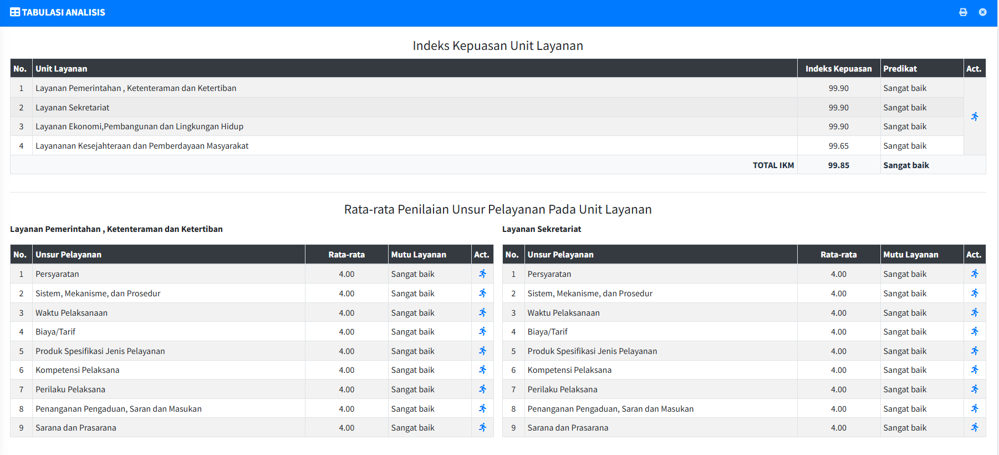 TABULASI ANALISIS
Indeks Kepuasan Unit Layanan
No. Unit Layanan Indeks Kepuasan Predikat Act.
1 Layanan Pemerintahan , Ketenteraman dan Ketertiban 99.90 Sangat baik
2 Layanan Sekretariat 99.90 Sangat baik
3 Layanan Ekonomi,Pembangunan dan Lingkungan Hidup 99.90 Sangat baik
4 Layananan Kesejahteraan dan Pemberdayaan Masyarakat 99.65 Sangat baik
TOTAL IKM 99.85 Sangat baik
Rata-rata Penilaian Unsur Pelayanan Pada Unit Layanan
Layanan Pemerintahan , Ketenteraman dan Ketertiban
No. Unsur Pelayanan Rata-rata Mutu Layanan Act.
1 Persyaratan 4.00 Sangat baik
2 Sistem, Mekanisme, dan Prosedur 4.00 Sangat baik
3 Waktu Pelaksanaan 4.00 Sangat baik
4 Biaya/Tarif 4.00 Sangat baik
5 Produk Spesifikasi Jenis Pelayanan 4.00 Sangat baik
6 Kompetensi Pelaksana 4.00 Sangat baik
7 Perilaku Pelaksana 4.00 Sangat baik
8 Penanganan Pengaduan, Saran dan Masukan 4.00 Sangat baik
9 Sarana dan Prasarana 4.00 Sangat baik
Layanan Sekretariat
No. Unsur Pelayanan Rata-rata Mutu Layanan Act.
1 Persyaratan 4.00 Sangat baik
2 Sistem, Mekanisme, dan Prosedur 4.00 Sangat baik
3 Waktu Pelaksanaan 4.00 Sangat baik
4 Biaya/Tarif 4.00 Sangat baik
5 Produk Spesifikasi Jenis Pelayanan 4.00 Sangat baik
6 Kompetensi Pelaksana 4.00 Sangat baik
7 Perilaku Pelaksana 4.00 Sangat baik
8 Penanganan Pengaduan, Saran dan Masukan 4.00 Sangat baik
9 Sarana dan Prasarana 4.00 Sangat baik